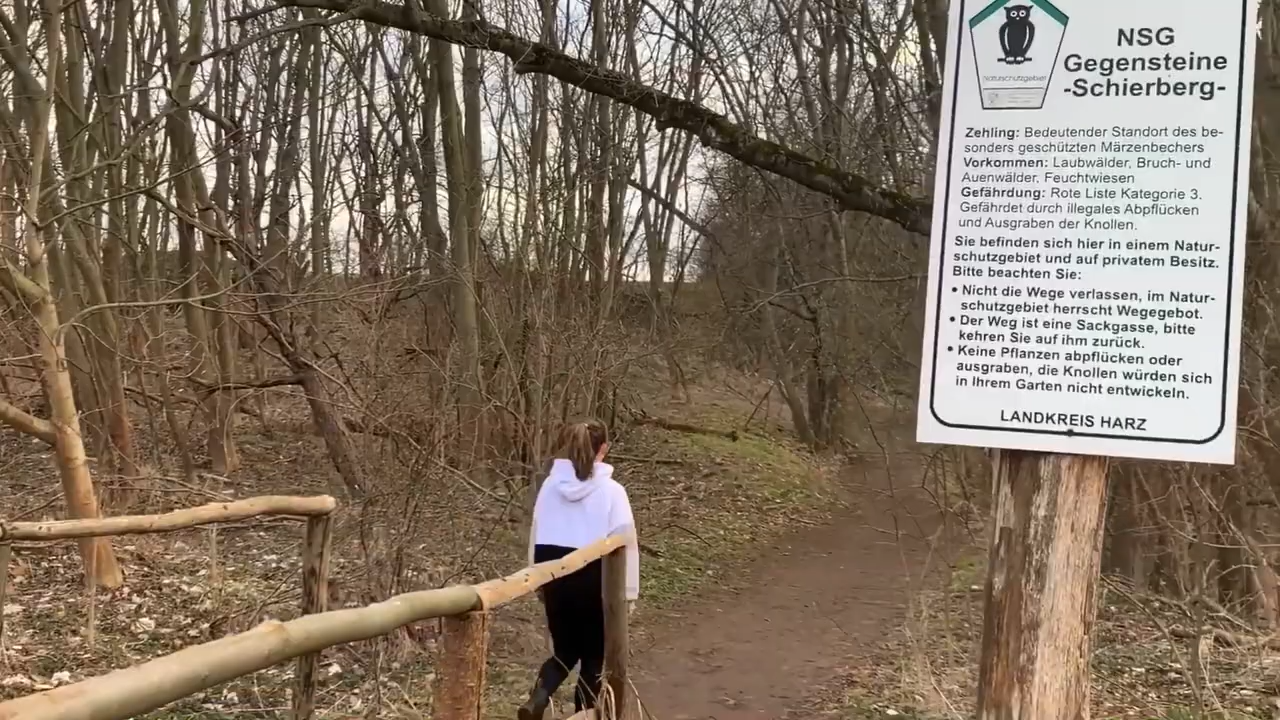 Naturschutzgebiet
NSG
Gegensteine
-Schierberg-
Zehling: Bedeutender Standort des be-
sonders geschützten Märzenbechers
Vorkommen: Laubwälder, Bruch- und
Auenwälder, Feuchtwiesen
Gefährdung: Rote Liste Kategorie 3.
Gefährdet durch illegales Abpflücken
und Ausgraben der Knollen.
Sie befinden sich hier in einem Natur-
schutzgebiet und auf privatem Besitz.
Bitte beachten Sie:
• Nicht die Wege verlassen, im Natur-
schutzgebiet herrscht Wegegebot.
• Der Weg ist eine Sackgasse, bitte
kehren Sie auf ihm zurück.
• Keine Pflanzen abpflücken oder
ausgraben, die Knollen würden sich
in Ihrem Garten nicht entwickeln.
LANDKREIS HARZ